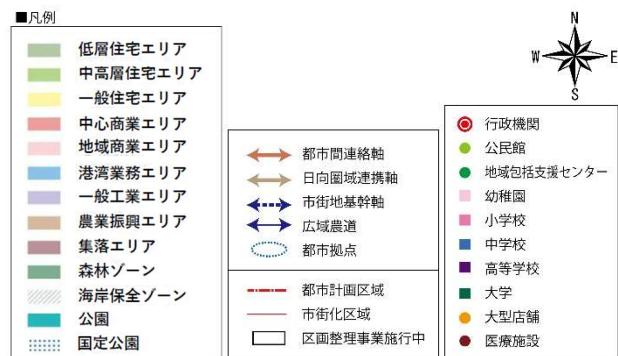 ■凡例
低層住宅エリア
中高層住宅エリア
一般住宅エリア
中心商業エリア
地域商業エリア
港湾業務エリア
一般工業エリア
農業振興エリア
集落エリア
森林ゾーン
海岸保全ゾーン
公園
国定公園
都市間連絡軸
日向圏域連携軸
市街地基幹軸
広域農道
都市拠点
都市計画区域
市街化区域
区画整理事業施行中
N
W
E
S
行政機関
公民館
地域包括支援センター
幼稚園
小学校
中学校
高等学校
大学
大型店舗
医療施設